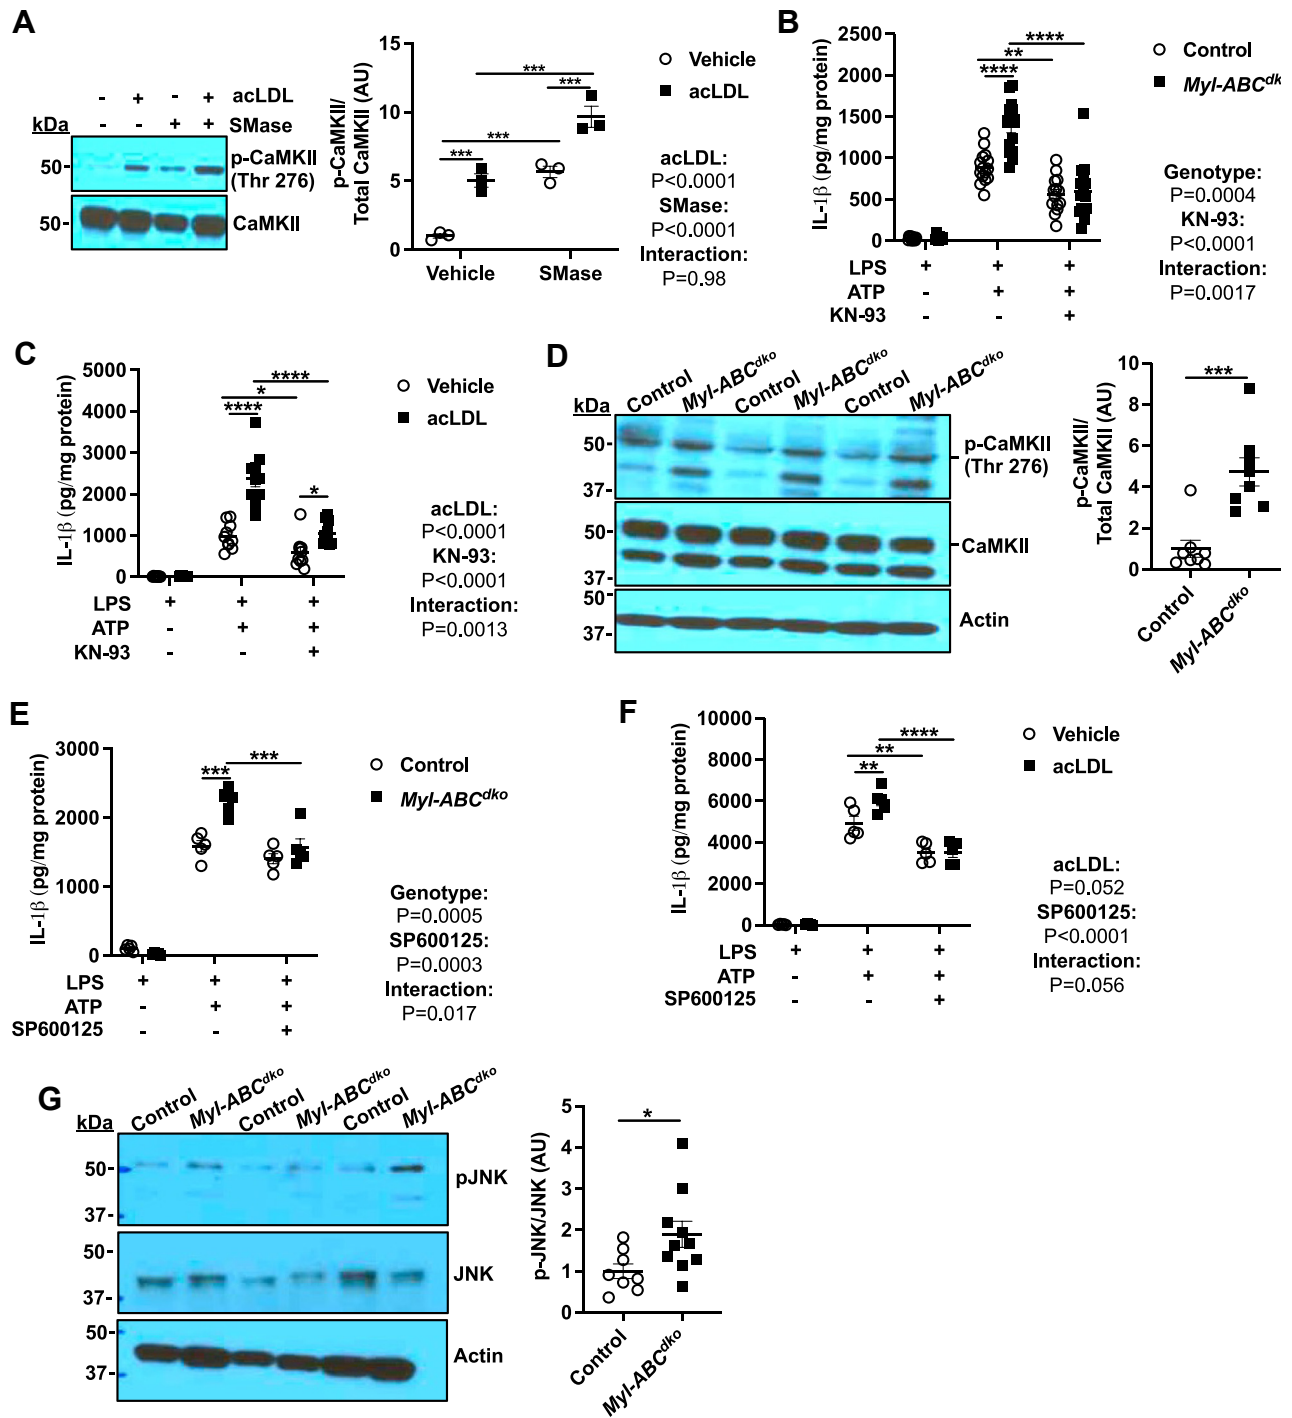 A
- + - + acLDL
kDa - - + + SMase
50-
p-CaMKII
(Thr 276)
50-
CaMKII
p-CaMKII/
Total CaMKII (AU)
15
10
5
0
***
***
***
***
Vehicle SMase
Vehicle
acLDL
acLDL:
P<0.0001
SMase:
P<0.0001
Interaction:
P=0.98
B
IL-1β (pg/mg protein)
2500
2000
1500
1000
500
0
****
**
****
LPS + + +
ATP - + +
KN-93 - - +
Control
Myl-ABCdk
Genotype:
P=0.0004
KN-93:
P<0.0001
Interaction:
P=0.0017
C
IL-1β (pg/mg protein)
5000
4000
3000
2000
1000
0
****
*
****
*
LPS + + +
ATP - + +
KN-93 - - +
Vehicle
acLDL
acLDL:
P<0.0001
KN-93:
P<0.0001
Interaction:
P=0.0013
D
kDa
Control Myl-ABCdko Control Myl-ABCdko Control Myl-ABCdko
50-
37-
p-CaMKII
(Thr 276)
50-
37-
CaMKII
50-
37-
Actin
p-CaMKII/
Total CaMKII (AU)
10
8
6
4
2
0
***
Control Myl-ABCdko
E
IL-1β (pg/mg protein)
3000
2000
1000
0
***
***
LPS + + +
ATP - + +
SP600125 - - +
Control
Myl-ABCdko
Genotype:
P=0.0005
SP600125:
P=0.0003
Interaction:
P=0.017
F
IL-1β (pg/mg protein)
10000
8000
6000
4000
2000
0
****
**
**
LPS + + +
ATP - + +
SP600125 - - +
Vehicle
acLDL
acLDL:
P=0.052
SP600125:
P<0.0001
Interaction:
P=0.056
G
kDa
Control Myl-ABCdko Control Myl-ABCdko Control Myl-ABCdko
50-
37-
pJNK
50-
37-
JNK
50-
37-
Actin
p-JNK/JNK (AU)
5
4
3
2
1
0
*
Control Myl-ABCdko